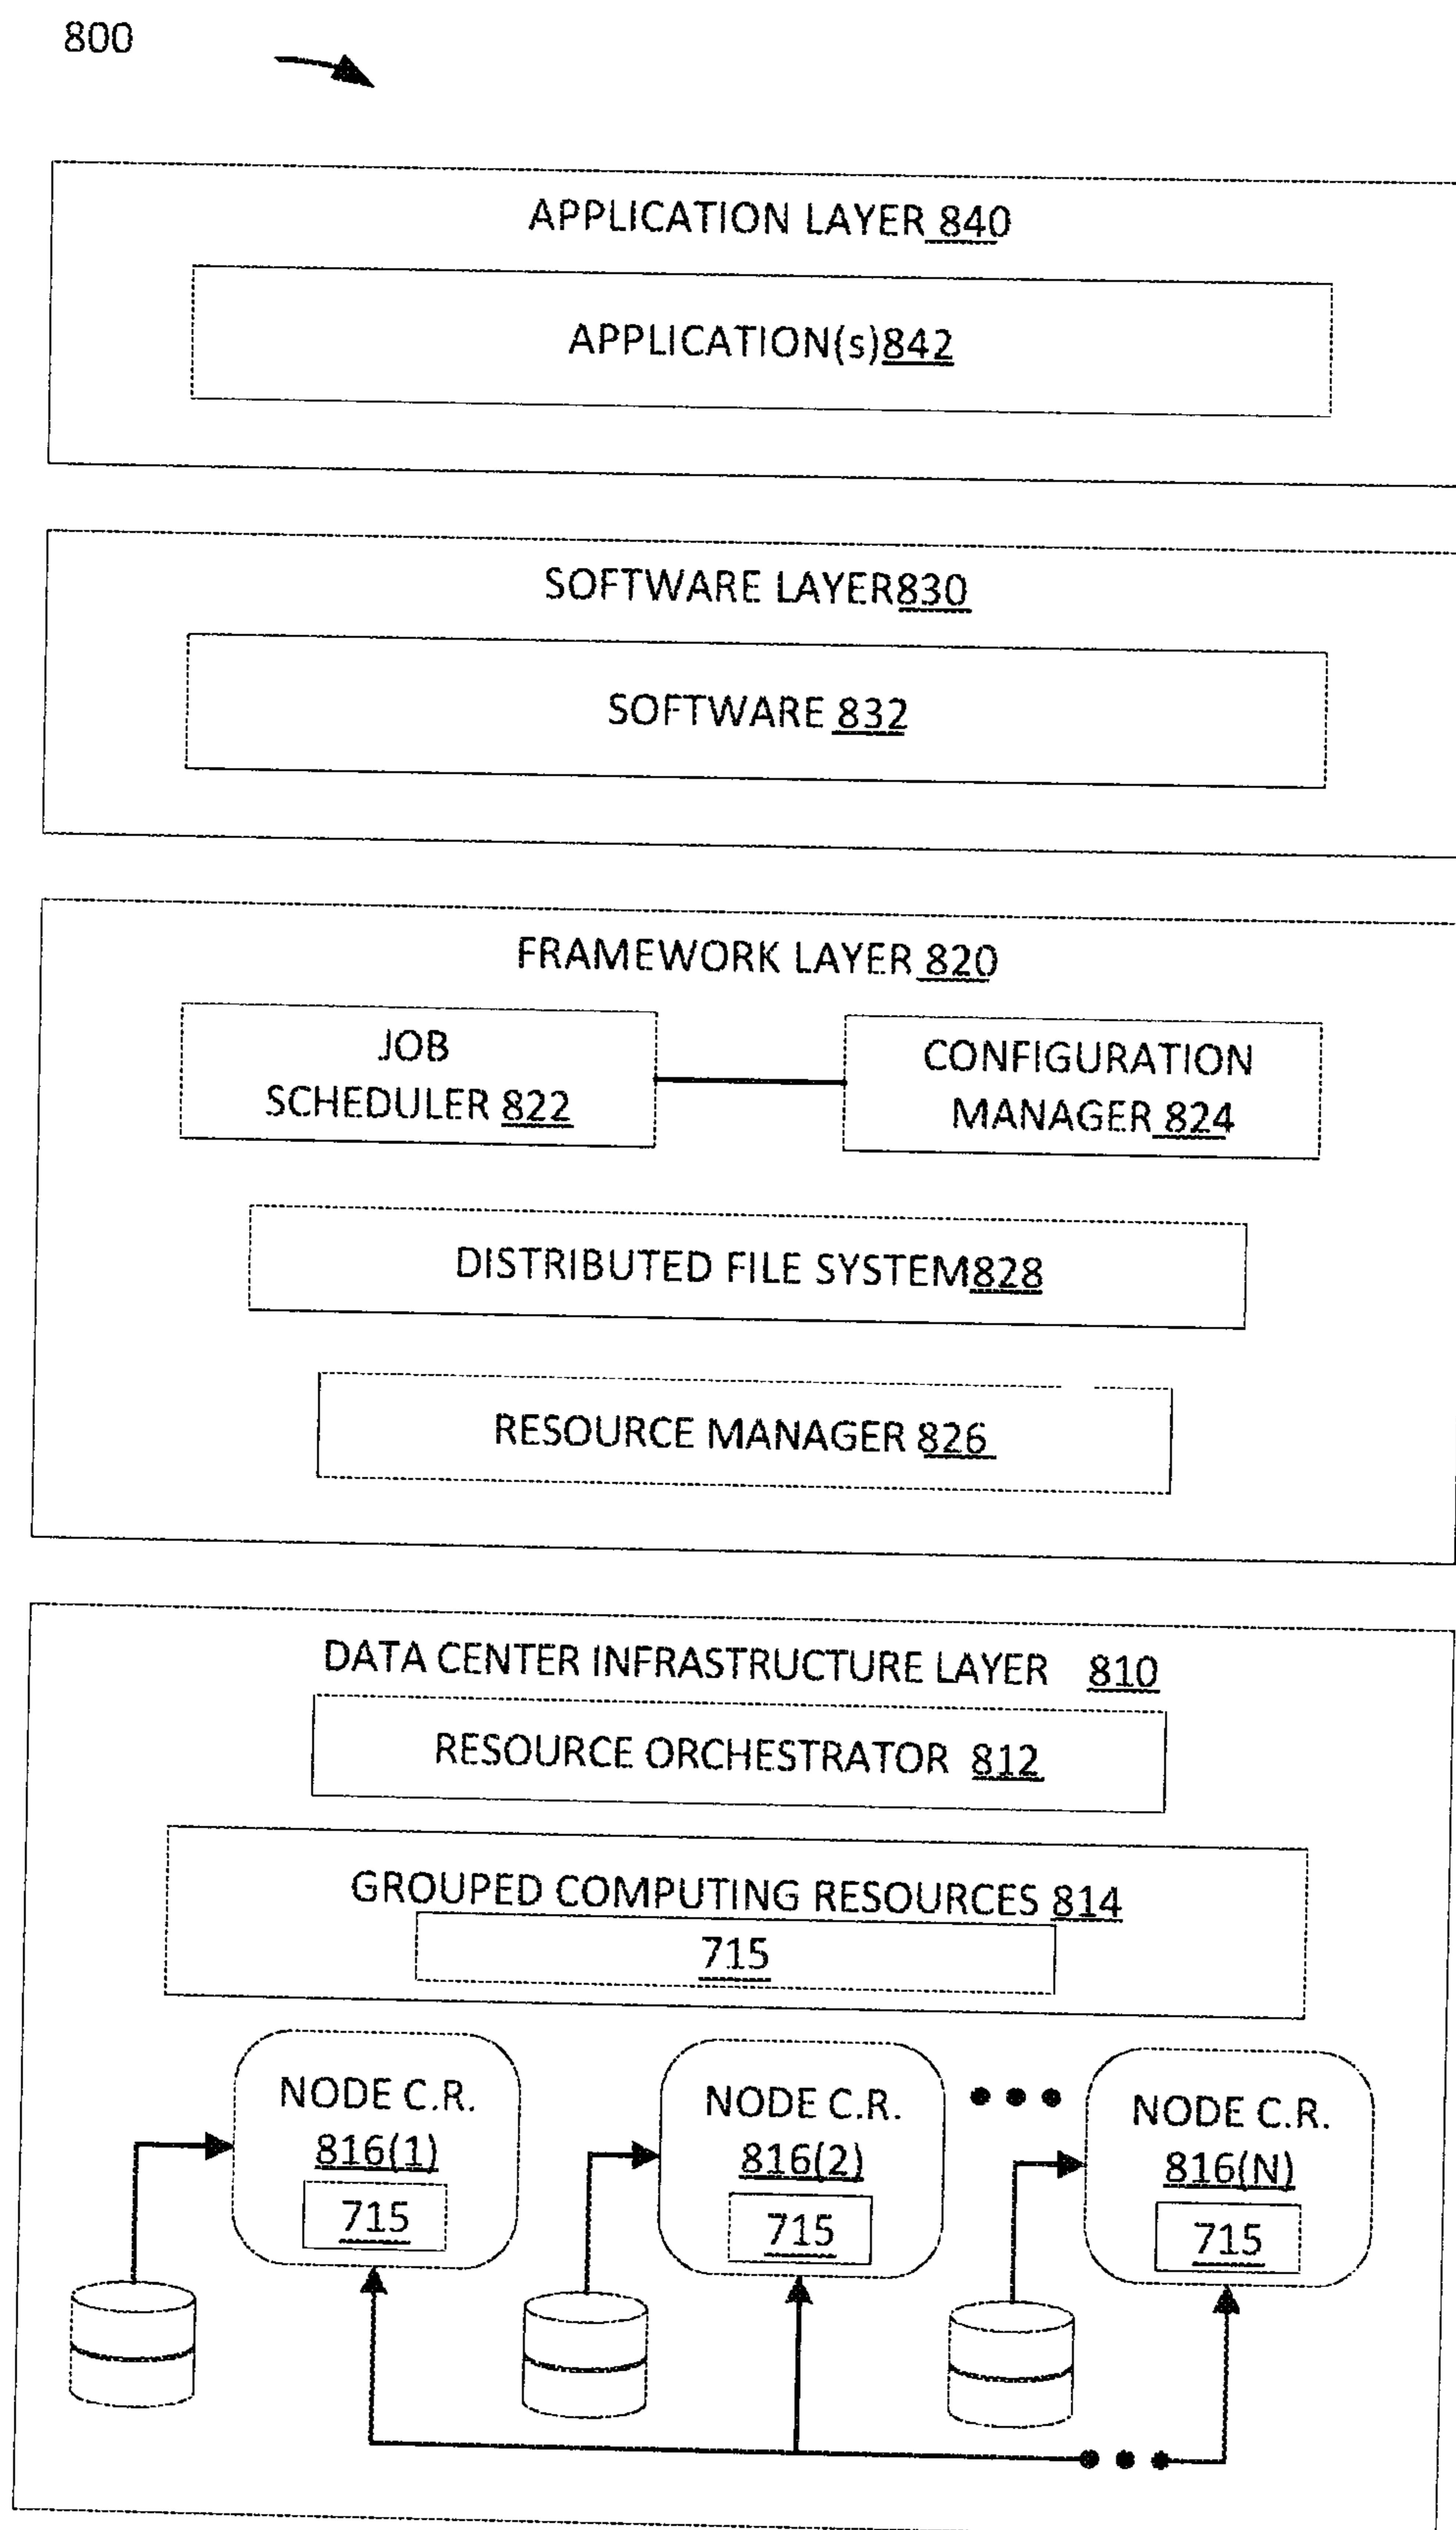 800
APPLICATION LAYER 840
APPLICATION(s)842
SOFTWARE LAYER830
SOFTWARE 832
FRAMEWORK LAYER 820
JOB
SCHEDULER 822
CONFIGURATION
MANAGER 824
DISTRIBUTED FILE SYSTEM828
RESOURCE MANAGER 826
DATA CENTER INFRASTRUCTURE LAYER 810
RESOURCE ORCHESTRATOR 812
GROUPED COMPUTING RESOURCES 814
715
NODE C.R.
816(1)
715
NODE C.R.
816(2)
715
NODE C.R.
816(N)
715